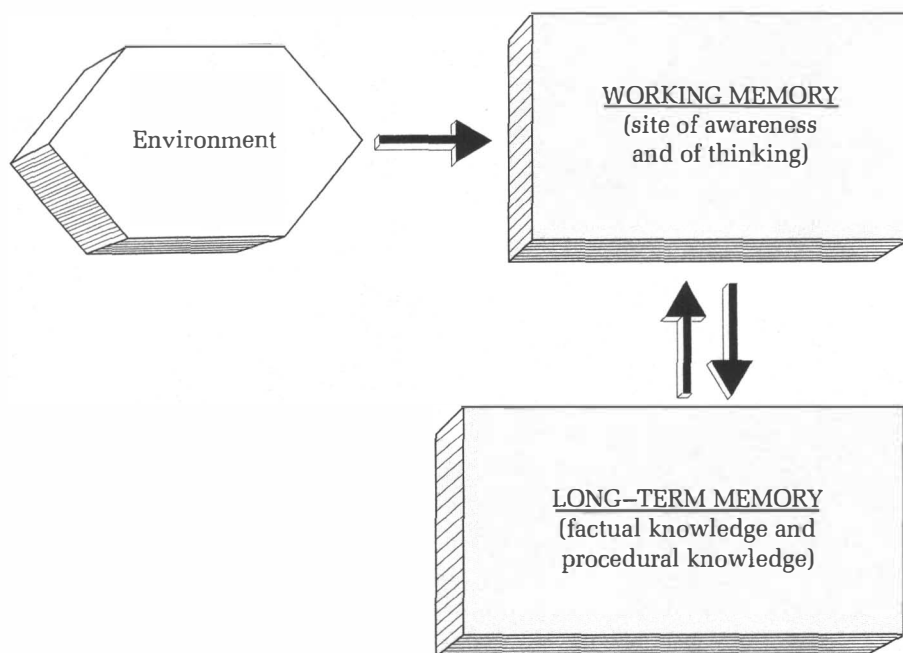 Environment
WORKING MEMORY
(site of awareness
and of thinking)
LONG–TERM MEMORY
(factual knowledge and
procedural knowledge)